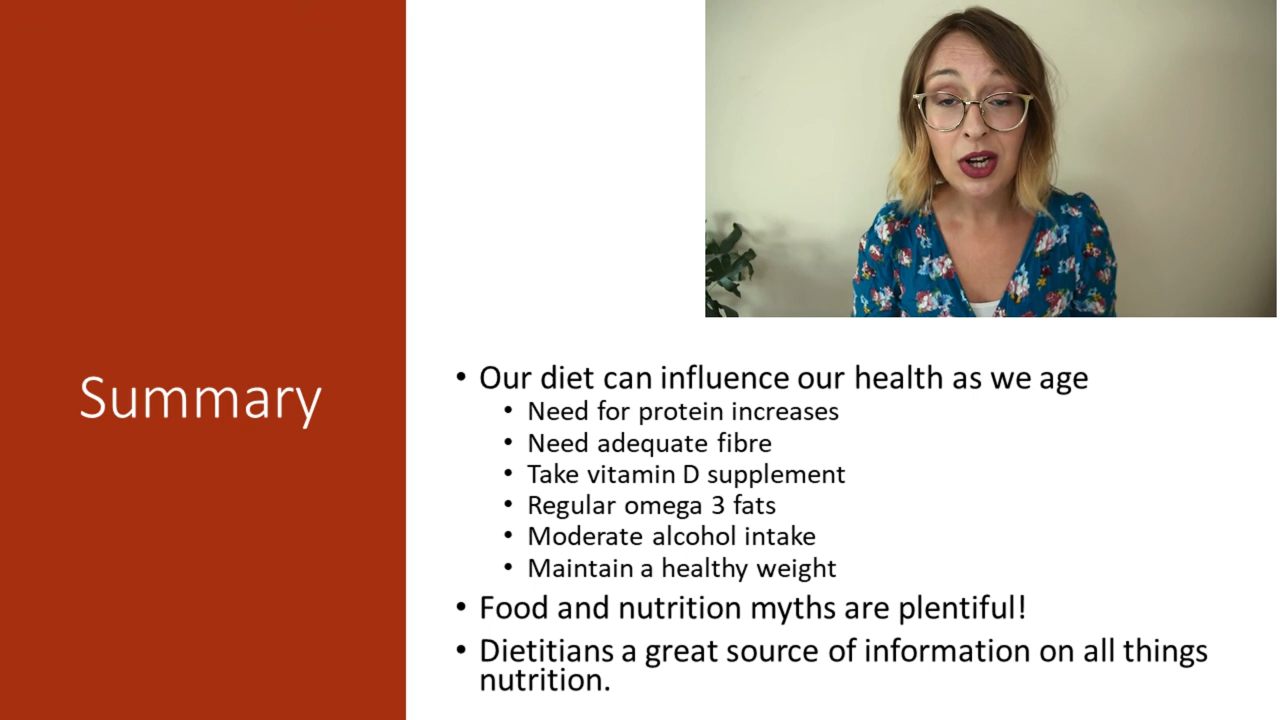 Summary
• Our diet can influence our health as we age
• Need for protein increases
• Need adequate fibre
• Take vitamin D supplement
• Regular omega 3 fats
• Moderate alcohol intake
• Maintain a healthy weight
• Food and nutrition myths are plentiful!
• Dietitians a great source of information on all things
nutrition.